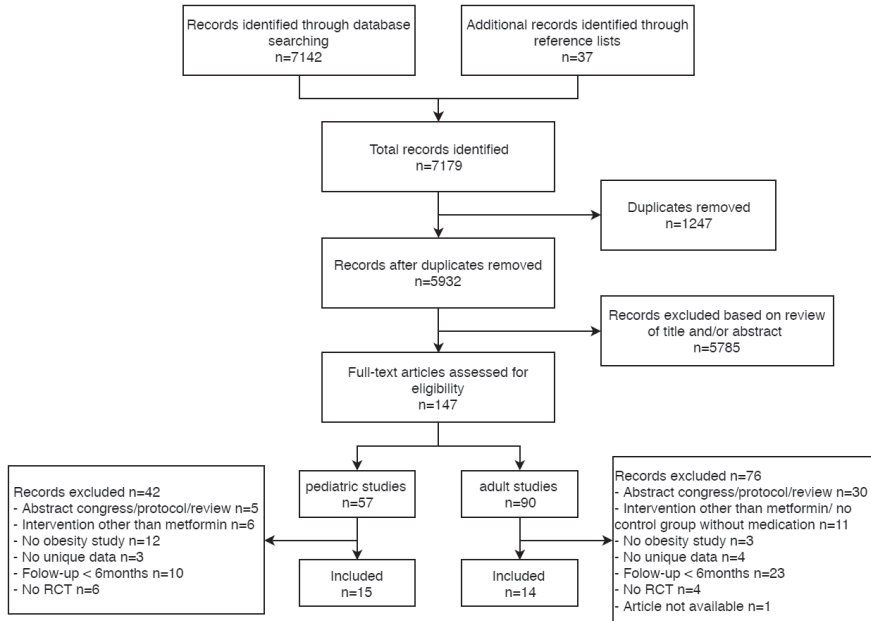 Records identified through database
searching
n=7142
Additional records identified through
reference lists
n=37
Total records identified
n=7179
Duplicates removed
n=1247
Records after duplicates removed
n=5932
Records excluded based on review
of title and/or abstract
n=5785
Full-text articles assessed for
eligibility
n=147
pediatric studies
n=57
adult studies
n=90
Records excluded n=42
- Abstract congress/protocol/review n=5
- Intervention other than metformin n=6
- No obesity study n=12
- No unique data n=3
- Folow-up < 6months n=10
- No RCT n=6
Records excluded n=76
- Abstract congress/protocol/review n=30
- Intervention other than metformin/ no
control group without medication n=11
- No obesity study n=3
- No unique data n=4
- Folow-up < 6months n=23
- No RCT n=4
- Article not available n=1
Included
n=15
Included
n=14